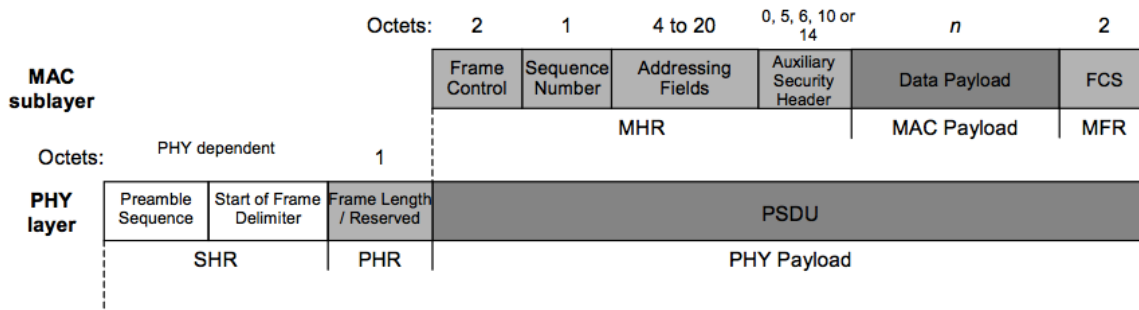 Octets: 2 1 4 to 20 0, 5, 6, 10 or 14 n 2
MAC sublayer
Frame Control
Sequence Number
Addressing Fields
Auxiliary Security Header
Data Payload
FCS
MHR MAC Payload MFR
Octets: PHY dependent 1
PHY layer
Preamble Sequence
Start of Frame Delimiter
Frame Length / Reserved
PSDU
SHR PHR PHY Payload